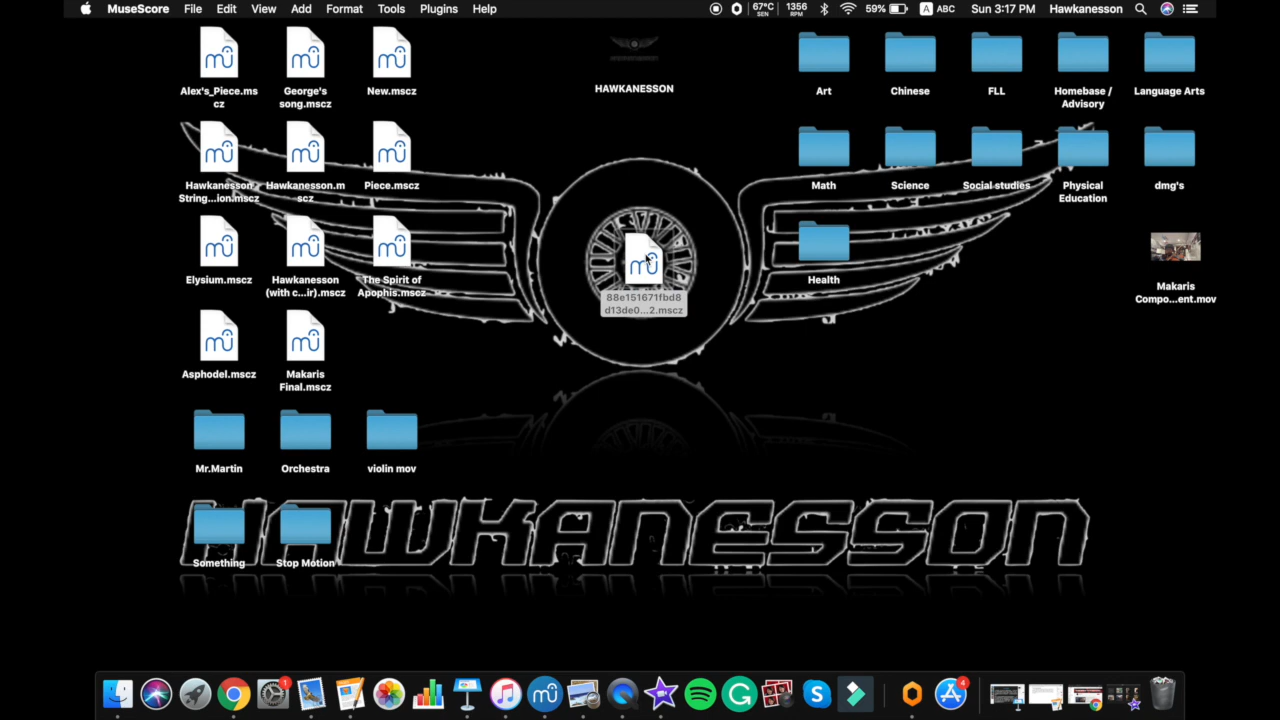 MuseScore File Edit View Add Format Tools Plugins Help
67°C SEN 1356 RPM 59% A ABC Sun 3:17 PM Hawkanesson
Alex's_Piece.ms
cz
George's
song.mscz
New.mscz
HAWKANESSON
Art
Chinese
FLL
Homebase /
Advisory
Language Arts
Hawkanesson
String...ion.mscz
Hawkanesson.m
scz
Piece.mscz
Math
Science
Social studies
Physical
Education
dmg's
Elysium.mscz
Hawkanesson
(with c...ir).mscz
The Spirit of
Apophis.mscz
88e151671fbd8
d13de0...2.mscz
Health
Makaris
Compo...ent.mov
Asphodel.mscz
Makaris
Final.mscz
Mr.Martin
Orchestra
violin mov
HAWKANESSON
Something
Stop Motion
1
4